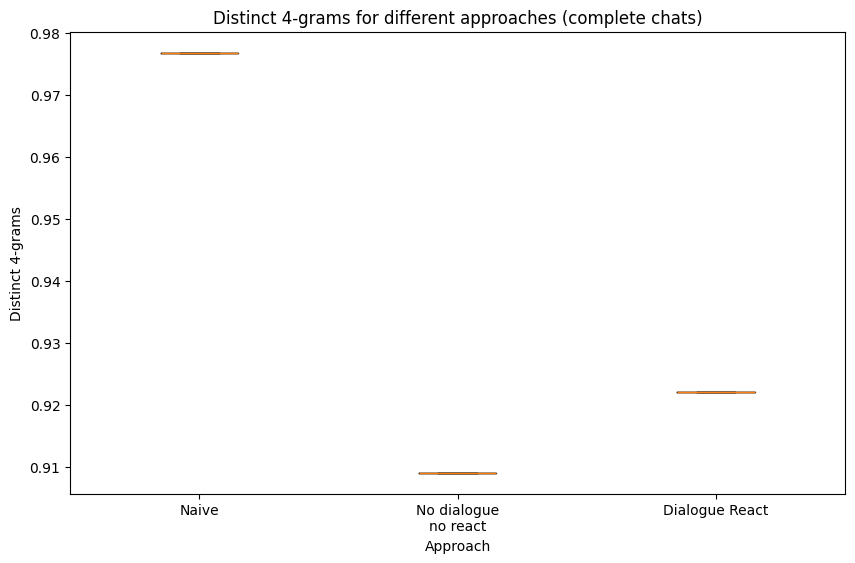 Distinct 4-grams for different approaches (complete chats)
0.98
0.97
0.96
0.95
0.94
0.93
0.92
0.91
Distinct 4-grams
Naive
No dialogue
no react
Dialogue React
Approach